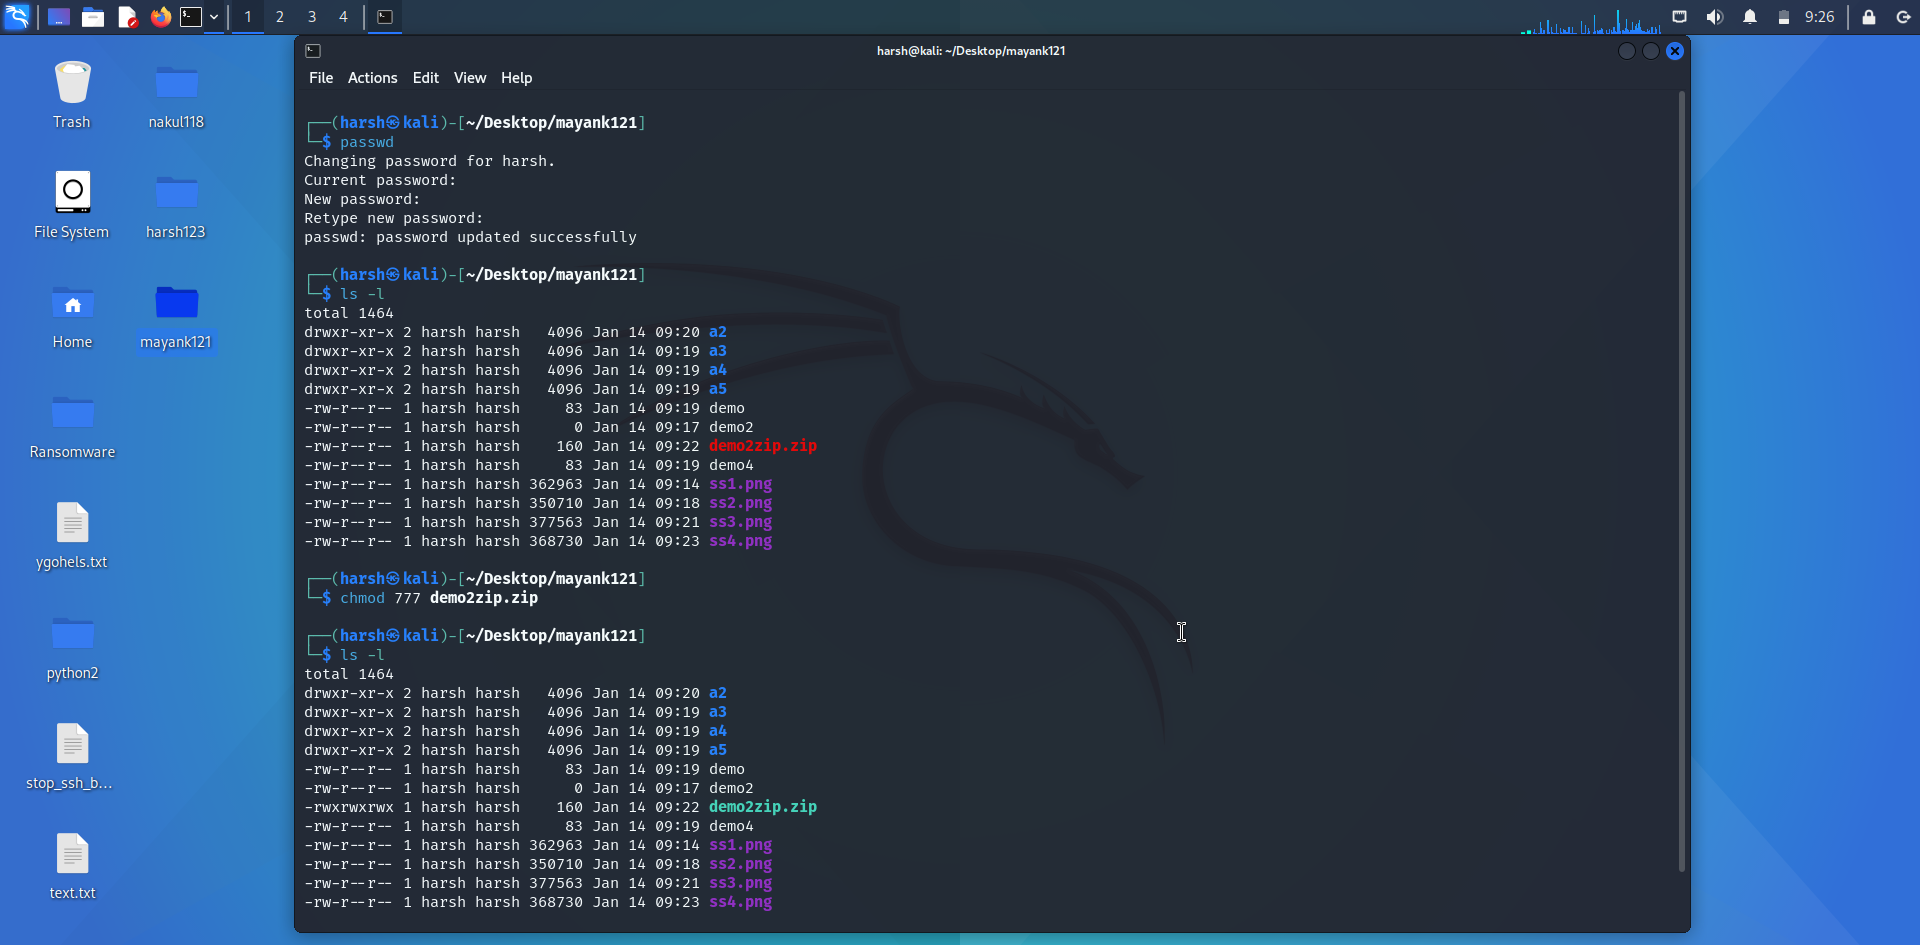 1 2 3 4
9:26
harsh@kali: ~/Desktop/mayank121
File Actions Edit View Help
Trash
nakul118
File System
harsh123
Home
mayank121
Ransomware
ygohels.txt
python2
stop_ssh_b...
text.txt
┌──(harsh㉿kali)-[~/Desktop/mayank121]
└─$ passwd
Changing password for harsh.
Current password:
New password:
Retype new password:
passwd: password updated successfully
┌──(harsh㉿kali)-[~/Desktop/mayank121]
└─$ ls -l
total 1464
drwxr-xr-x 2 harsh harsh   4096 Jan 14 09:20 a2
drwxr-xr-x 2 harsh harsh   4096 Jan 14 09:19 a3
drwxr-xr-x 2 harsh harsh   4096 Jan 14 09:19 a4
drwxr-xr-x 2 harsh harsh   4096 Jan 14 09:19 a5
-rw-r--r-- 1 harsh harsh     83 Jan 14 09:19 demo
-rw-r--r-- 1 harsh harsh      0 Jan 14 09:17 demo2
-rw-r--r-- 1 harsh harsh    160 Jan 14 09:22 demo2zip.zip
-rw-r--r-- 1 harsh harsh     83 Jan 14 09:19 demo4
-rw-r--r-- 1 harsh harsh 362963 Jan 14 09:14 ss1.png
-rw-r--r-- 1 harsh harsh 350710 Jan 14 09:18 ss2.png
-rw-r--r-- 1 harsh harsh 377563 Jan 14 09:21 ss3.png
-rw-r--r-- 1 harsh harsh 368730 Jan 14 09:23 ss4.png
┌──(harsh㉿kali)-[~/Desktop/mayank121]
└─$ chmod 777 demo2zip.zip
┌──(harsh㉿kali)-[~/Desktop/mayank121]
└─$ ls -l
total 1464
drwxr-xr-x 2 harsh harsh   4096 Jan 14 09:20 a2
drwxr-xr-x 2 harsh harsh   4096 Jan 14 09:19 a3
drwxr-xr-x 2 harsh harsh   4096 Jan 14 09:19 a4
drwxr-xr-x 2 harsh harsh   4096 Jan 14 09:19 a5
-rw-r--r-- 1 harsh harsh     83 Jan 14 09:19 demo
-rw-r--r-- 1 harsh harsh      0 Jan 14 09:17 demo2
-rwxrwxrwx 1 harsh harsh    160 Jan 14 09:22 demo2zip.zip
-rw-r--r-- 1 harsh harsh     83 Jan 14 09:19 demo4
-rw-r--r-- 1 harsh harsh 362963 Jan 14 09:14 ss1.png
-rw-r--r-- 1 harsh harsh 350710 Jan 14 09:18 ss2.png
-rw-r--r-- 1 harsh harsh 377563 Jan 14 09:21 ss3.png
-rw-r--r-- 1 harsh harsh 368730 Jan 14 09:23 ss4.png